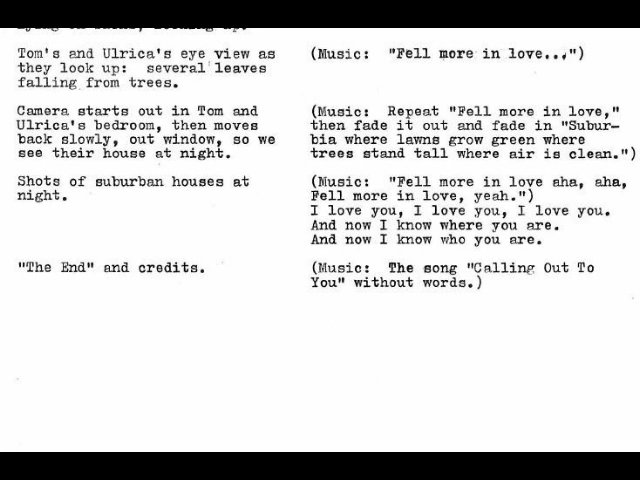 Tom's and Ulrica's eye view as
they look up: several leaves
falling from trees.
(Music: "Fell more in love...")
Camera starts out in Tom and
Ulrica's bedroom, then moves
back slowly, out window, so we
see their house at night.
(Music: Repeat "Fell more in love,"
then fade it out and fade in "Subur-
bia where lawns grow green where
trees stand tall where air is clean.")
Shots of suburban houses at
night.
(Music: "Fell more in love aha, aha,
Fell more in love, yeah.")
I love you, I love you, I love you.
And now I know where you are.
And now I know who you are.
"The End" and credits.
(Music: The song "Calling Out To
You" without words.)